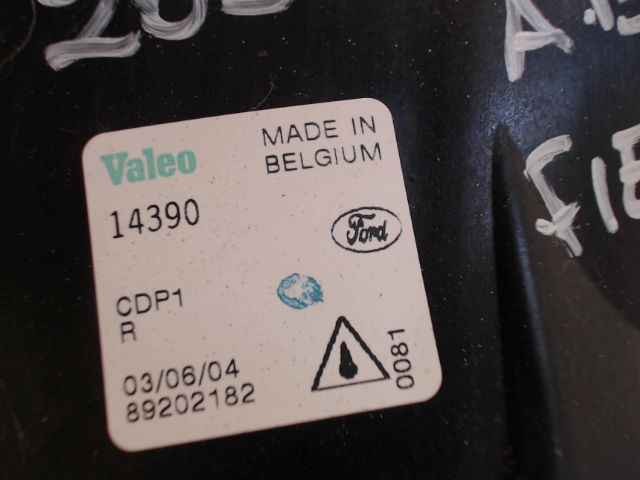 Valeo
MADE IN
BELGIUM
14390
Ford
CDP1
R
03/06/04
89202182
0081